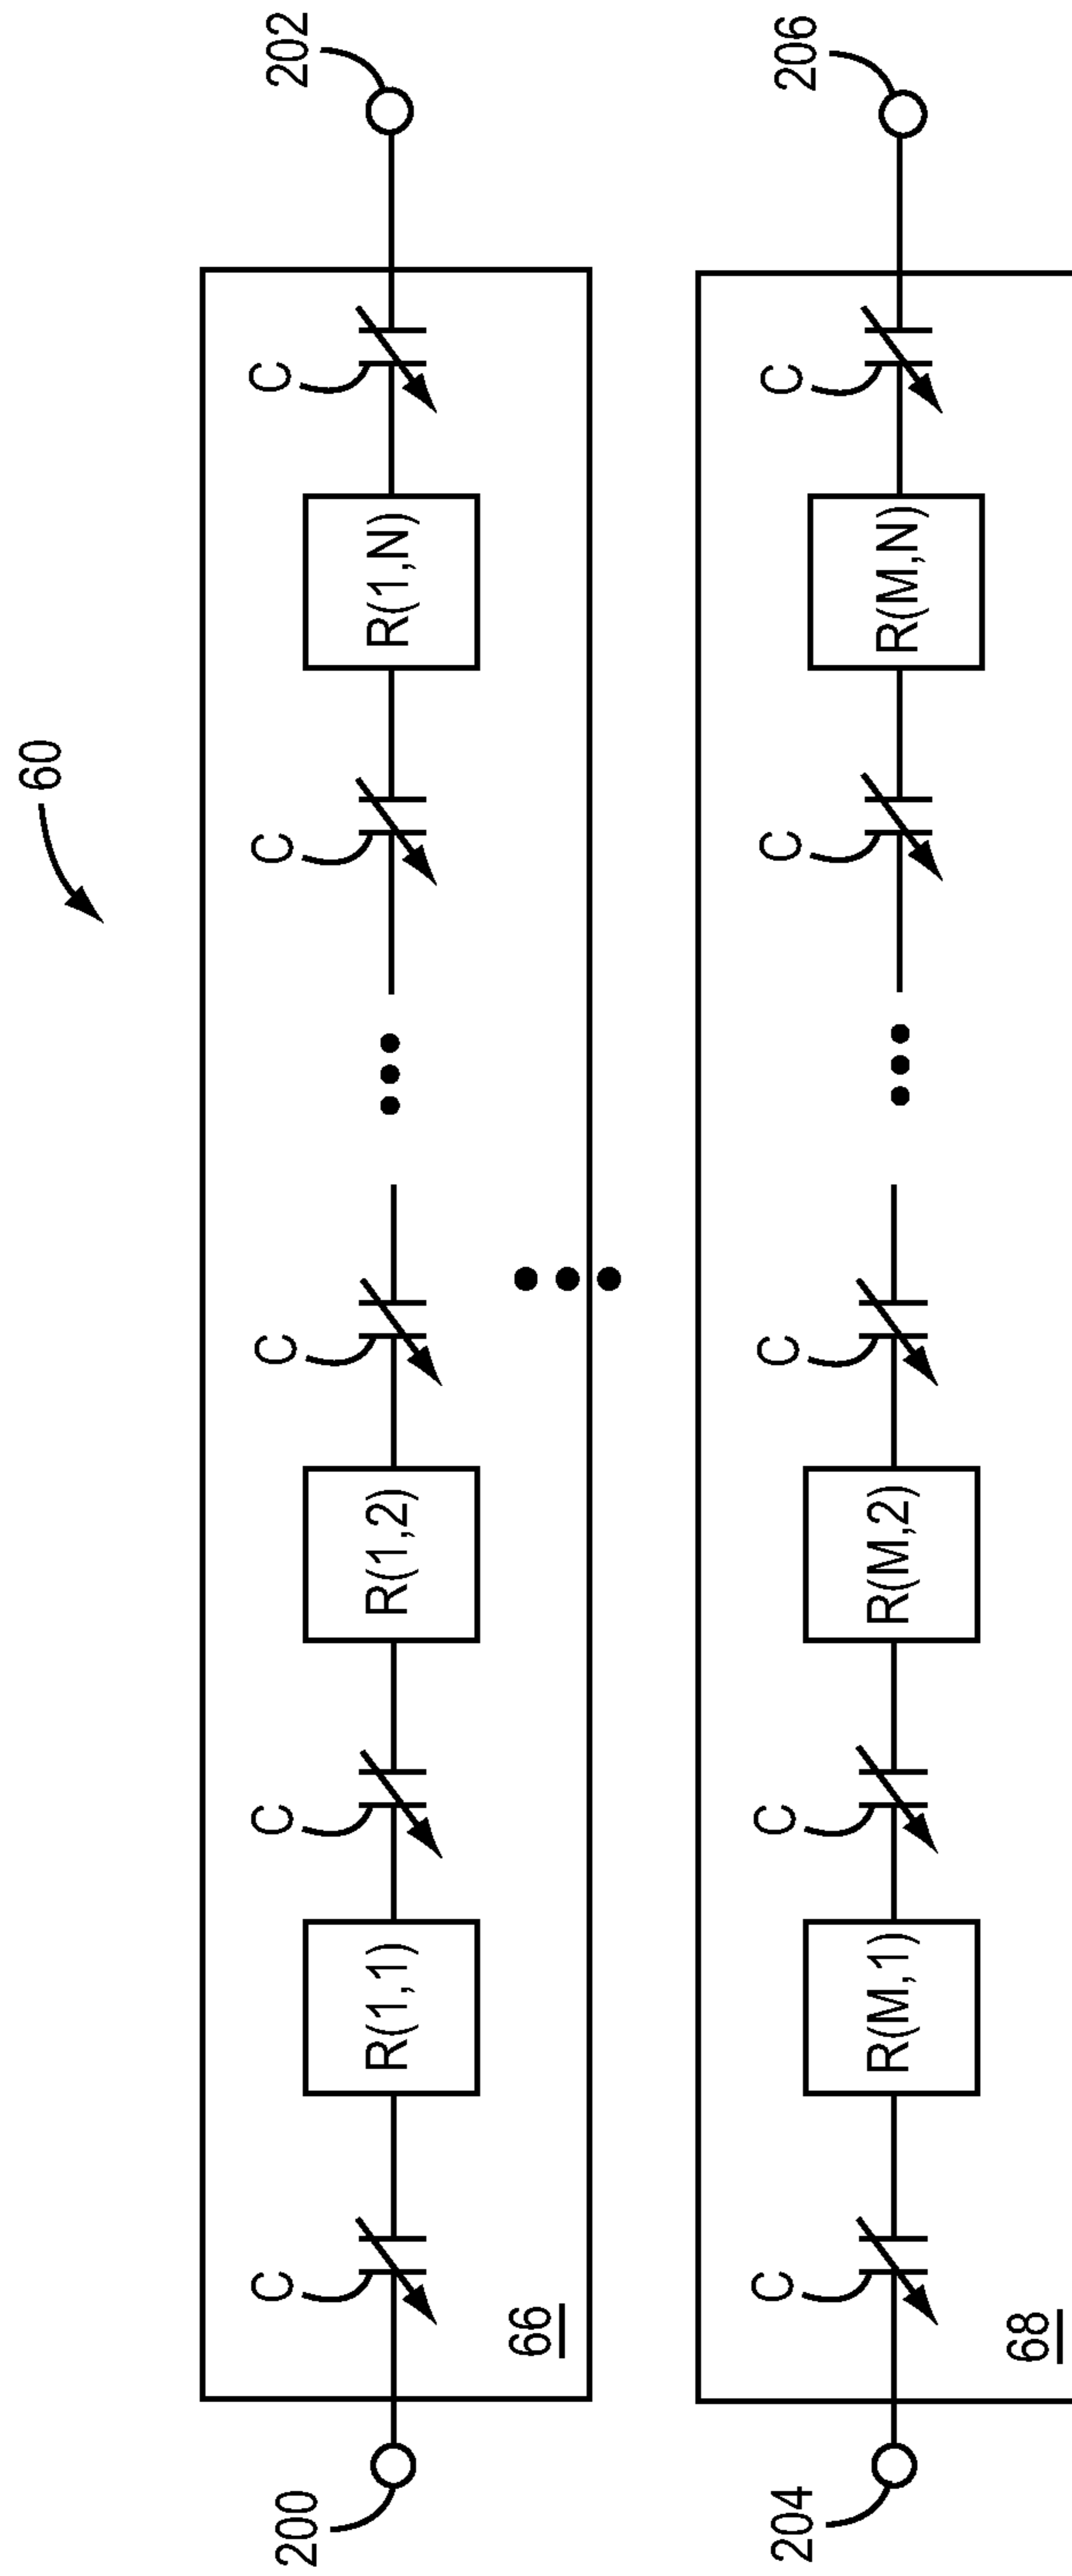 60
C
C
C
C
C
200
R(1,1)
R(1,2)
R(1,N)
202
66
C
C
C
C
C
204
R(M,1)
R(M,2)
R(M,N)
206
68